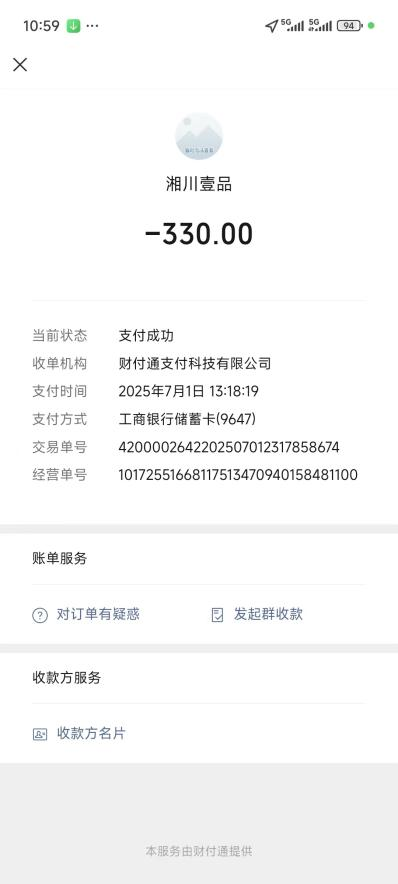 10:59
5G 5G 94
湘川壹品
-330.00
当前状态 支付成功
收单机构 财付通支付科技有限公司
支付时间 2025年7月1日 13:18:19
支付方式 工商银行储蓄卡(9647)
交易单号 4200002642202507012317858674
经营单号 10172551668117513470940158481100
账单服务
对订单有疑惑 发起群收款
收款方服务
收款方名片
本服务由财付通提供